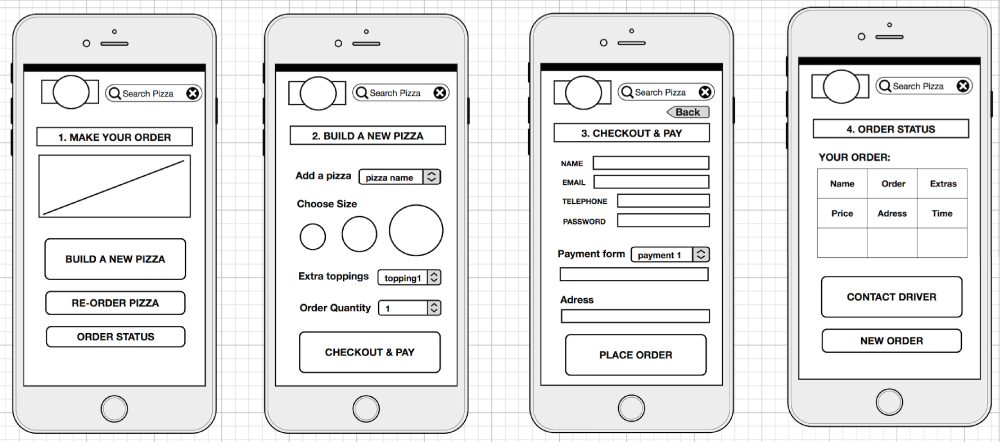 Search Pizza
1. MAKE YOUR ORDER
BUILD A NEW PIZZA
RE-ORDER PIZZA
ORDER STATUS
Search Pizza
2. BUILD A NEW PIZZA
Add a pizza pizza name
Choose Size
Extra toppings topping1
Order Quantity 1
CHECKOUT & PAY
Search Pizza
Back
3. CHECKOUT & PAY
NAME
EMAIL
TELEPHONE
PASSWORD
Payment form payment 1
Adress
PLACE ORDER
Search Pizza
4. ORDER STATUS
YOUR ORDER:
Name Order Extras
Price Adress Time
CONTACT DRIVER
NEW ORDER